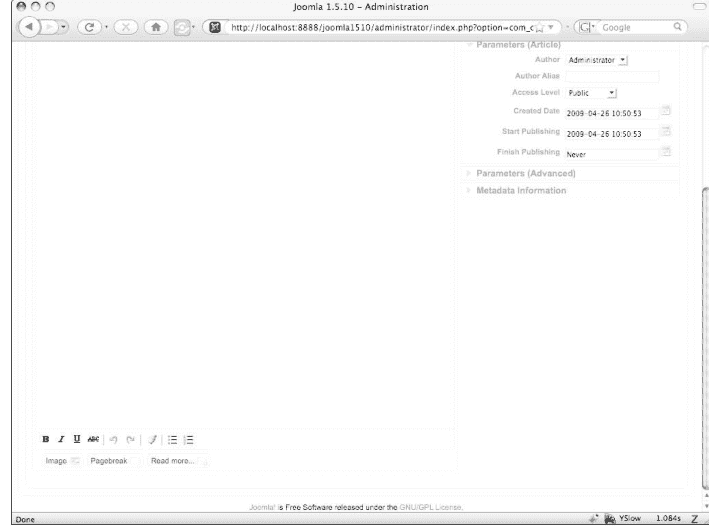 Joomla 1.5.10 - Administration
http://localhost:8888/joomla1510/administrator/index.php?option=com_c
Google
Parameters (Article)
Author Administrator
Author Alias
Access Level Public
Created Date 2009-04-26 10:50:53
Start Publishing 2009-04-26 10:50:53
Finish Publishing Never
Parameters (Advanced)
Metadata Information
B I U ABC
Image Pagebreak Read more...
Joomla! is Free Software released under the GNU/GPL License.
Done YSlow 1.084s